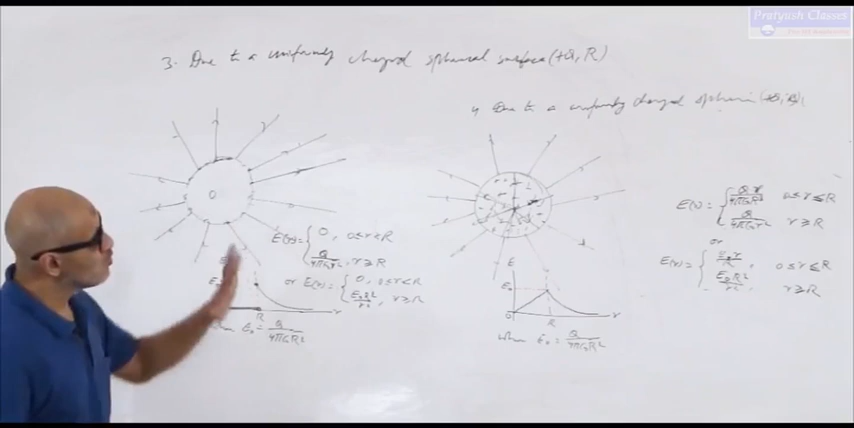 Pratyush Classes
3. Due to a uniformly charged spherical surface (+Q, R)
4) Due to a uniformly charged sphere
O
E(r) = { 0, 0≤r<R
Q/4πε₀r², r≥R
or E(r) = { 0, 0≤r<R
E₀R²/r², r≥R
E
E₀
R
r
when E₀ = Q/4πε₀R²
E
E₀
O
R
r
when E₀ = Q/4πε₀R²
E(r) = { Qr/4πε₀R³ 0≤r≤R
Q/4πε₀r² r≥R
or
E(r) = { E₀r/R, 0≤r≤R
E₀R²/r², r≥R